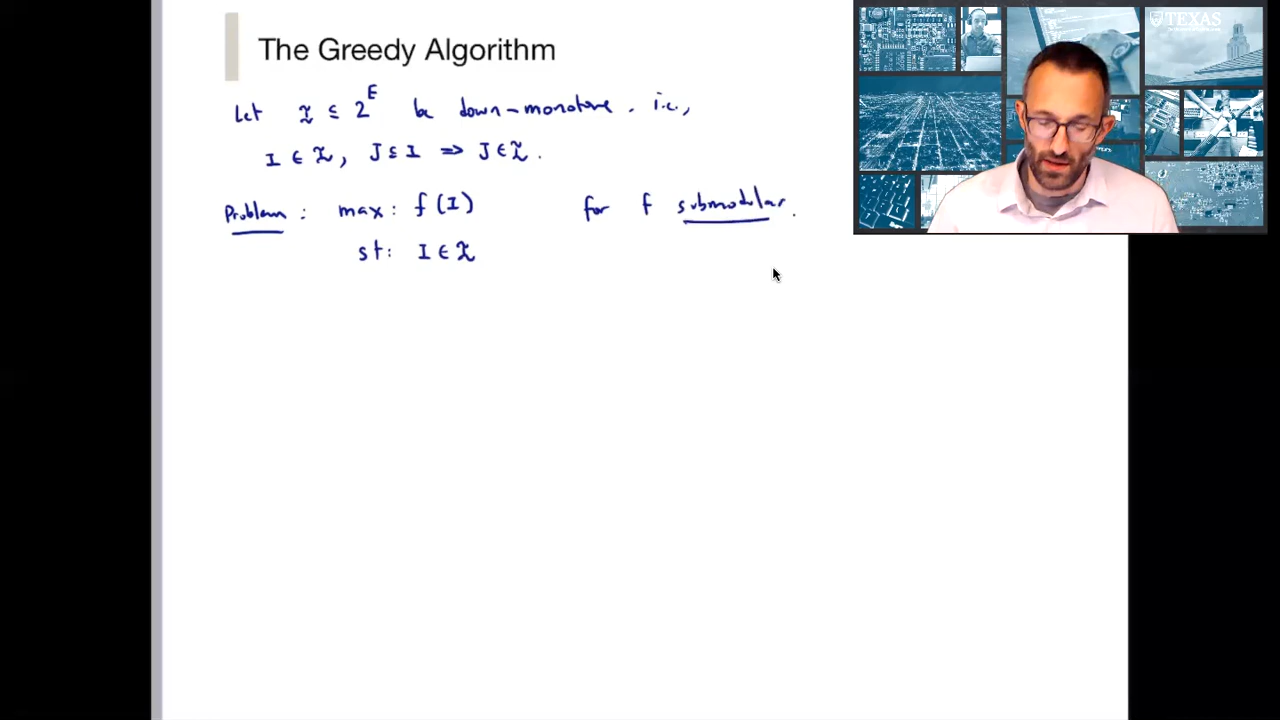 The Greedy Algorithm
TEXAS
Let ℐ ⊆ 2^E be down-monotone. i.e.,
I ∈ ℐ, J ⊆ I ⇒ J ∈ ℐ.
Problem: max: f(I) for f submodular.
st: I ∈ ℐ